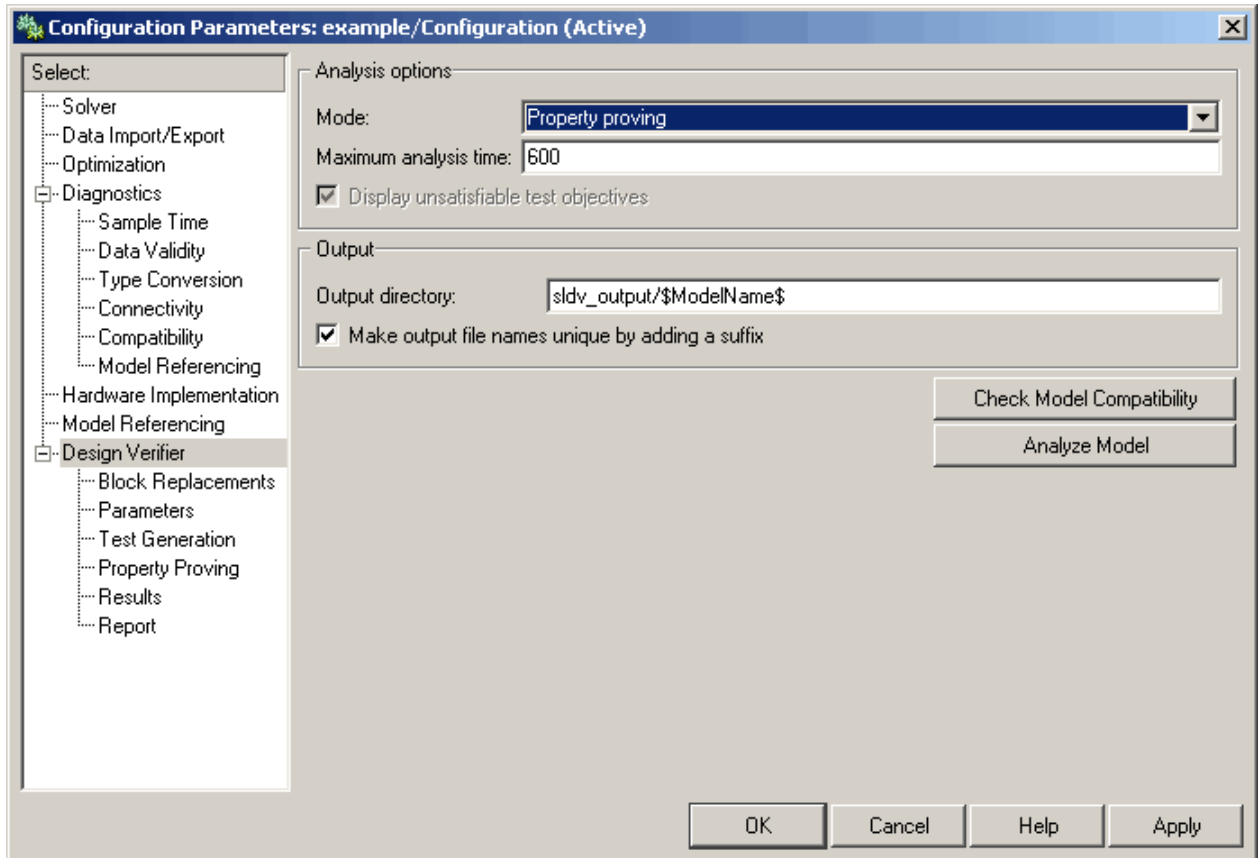 Configuration Parameters: example/Configuration (Active)
Select:
Solver
Data Import/Export
Optimization
Diagnostics
Sample Time
Data Validity
Type Conversion
Connectivity
Compatibility
Model Referencing
Hardware Implementation
Model Referencing
Design Verifier
Block Replacements
Parameters
Test Generation
Property Proving
Results
Report
Analysis options
Mode: Property proving
Maximum analysis time: 600
Display unsatisfiable test objectives
Output
Output directory: sldv_output/$ModelName$
Make output file names unique by adding a suffix
Check Model Compatibility
Analyze Model
OK Cancel Help Apply